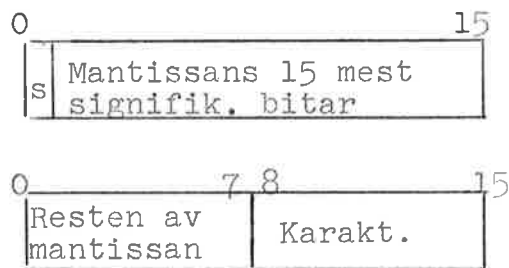 0 15
s Mantissans 15 mest
signifik. bitar
0 7 8 15
Resten av
mantissan Karakt.